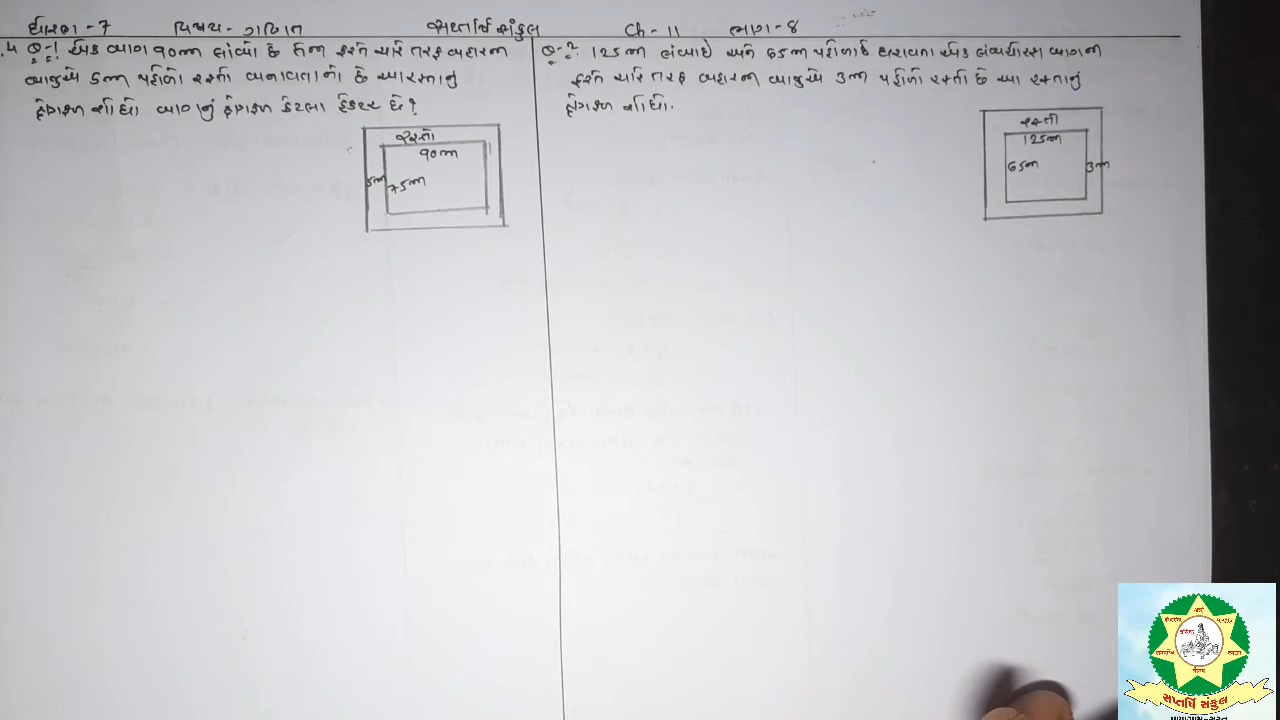 ધોરણ - 7 વિષય - ગણિત સપ્તર્ષિ સંકુલ Ch - 11 ભાગ - 8
.4 Q-1 એક બાગ 90m લાંબો છે તેને ફરતે ચારે તરફ બહારના
બાજુએ 5m પહોળો રસ્તો બનાવવાનો છે આ રસ્તાનું
ક્ષેત્રફળ શોધો બાગનું ક્ષેત્રફળ કેટલા હેક્ટર છે?
રસ્તો
90m
5m 75m
Q-2 125m લંબાઈ અને 65m પહોળાઈ ધરાવતા એક લંબચોરસ બાગને
ફરતે ચારે તરફ બહારના બાજુએ 3m પહોળો રસ્તો છે આ રસ્તાનું
ક્ષેત્રફળ શોધો.
રસ્તો
125m
65m 3m
સપ્તર્ષિ સંકુલ